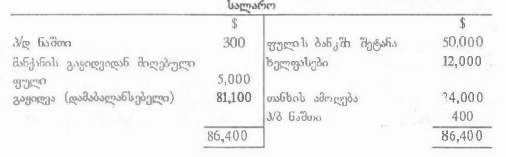 სალარო
$ $
პ/დ ნაშთი 300 ფულის ბანკში შეტანა 50,000
მანქანის გაყიდვიდან მიღებული ხელფასები 12,000
ფული 5,000
გაყიდვა (დამაბალანსებელი) 81,100 თანხის ამოღება 24,000
პ/ბ ნაშთი 400
86,400 86,400